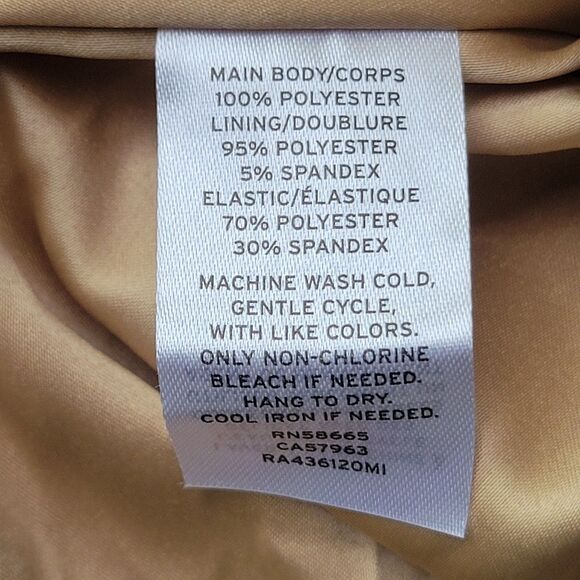 MAIN BODY/CORPS
100% POLYESTER
LINING/DOUBLURE
95% POLYESTER
5% SPANDEX
ELASTIC/ÉLASTIQUE
70% POLYESTER
30% SPANDEX
MACHINE WASH COLD,
GENTLE CYCLE,
WITH LIKE COLORS.
ONLY NON-CHLORINE
BLEACH IF NEEDED.
HANG TO DRY.
COOL IRON IF NEEDED.
RN58665
CA57963
RA436120MI